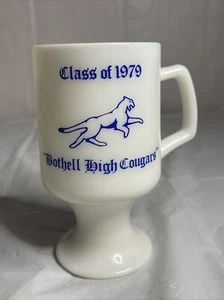 Class of 1979
"Bothell High Cougars"